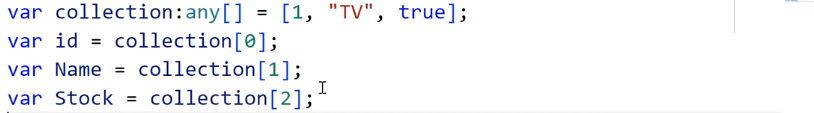 var collection:any[] = [1, "TV", true];
var id = collection[0];
var Name = collection[1];
var Stock = collection[2];